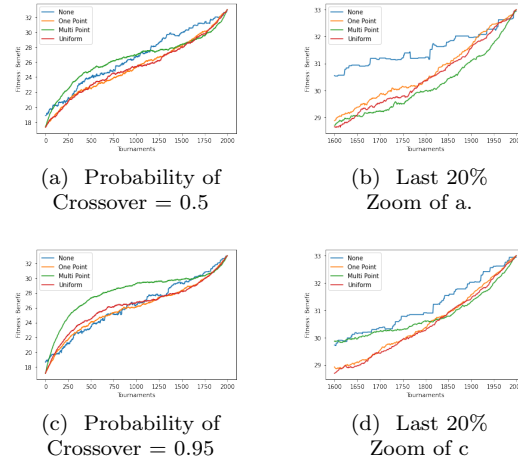 None
One Point
Multi Point
Uniform
32
30
28
26
24
22
20
18
Fitness: Benefit
0 250 500 750 1000 1250 1500 1750 2000
Tournaments
(a) Probability of
Crossover = 0.5
None
One Point
Multi Point
Uniform
33
32
31
30
29
Fitness: Benefit
1600 1650 1700 1750 1800 1850 1900 1950 2000
Tournaments
(b) Last 20%
Zoom of a.
None
One Point
Multi Point
Uniform
32
30
28
26
24
22
20
18
Fitness: Benefit
0 250 500 750 1000 1250 1500 1750 2000
Tournaments
(c) Probability of
Crossover = 0.95
None
One Point
Multi Point
Uniform
33
32
31
30
29
Fitness: Benefit
1600 1650 1700 1750 1800 1850 1900 1950 2000
Tournaments
(d) Last 20%
Zoom of c